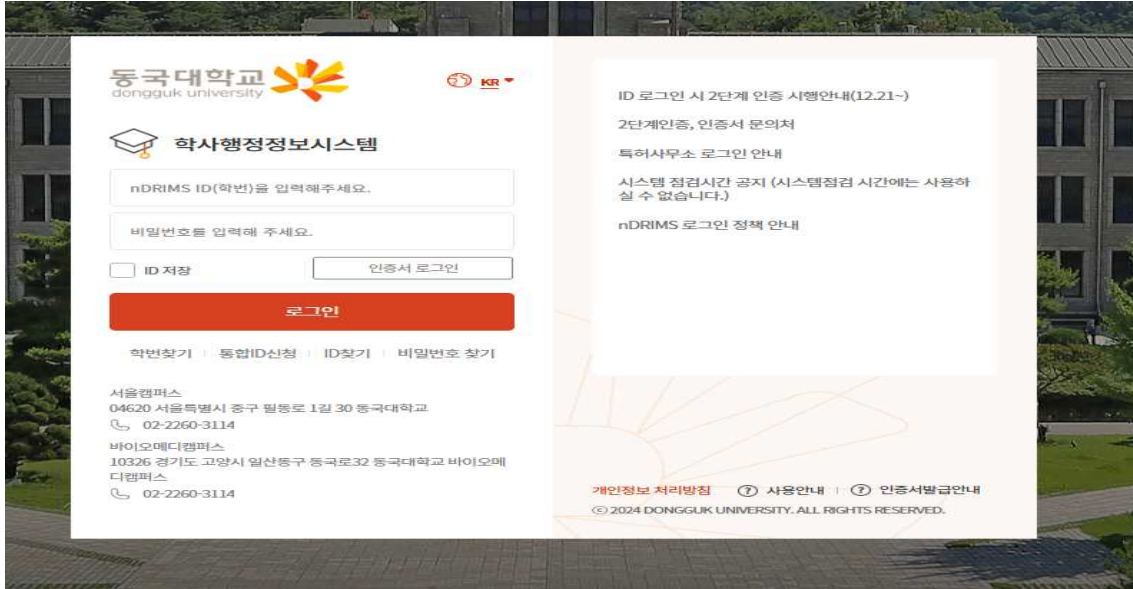 동국대학교
dongguk university
KR
학사행정정보시스템
nDRIMS ID(학번)을 입력해주세요.
비밀번호를 입력해 주세요.
ID 저장
인증서 로그인
로그인
학번찾기
통합ID신청
ID찾기
비밀번호 찾기
서울캠퍼스
04620 서울특별시 중구 필동로 1길 30 동국대학교
02-2260-3114
바이오메디캠퍼스
10326 경기도 고양시 일산동구 동국로32 동국대학교 바이오메
디캠퍼스
02-2260-3114
ID 로그인 시 2단계 인증 시행안내(12.21~)
2단계인증, 인증서 문의처
특허사무소 로그인 안내
시스템 점검시간 공지 (시스템점검 시간에는 사용하
실 수 없습니다.)
nDRIMS 로그인 정책 안내
개인정보 처리방침
? 사용안내
? 인증서발급안내
ⓒ 2024 DONGGUK UNIVERSITY. ALL RIGHTS RESERVED.